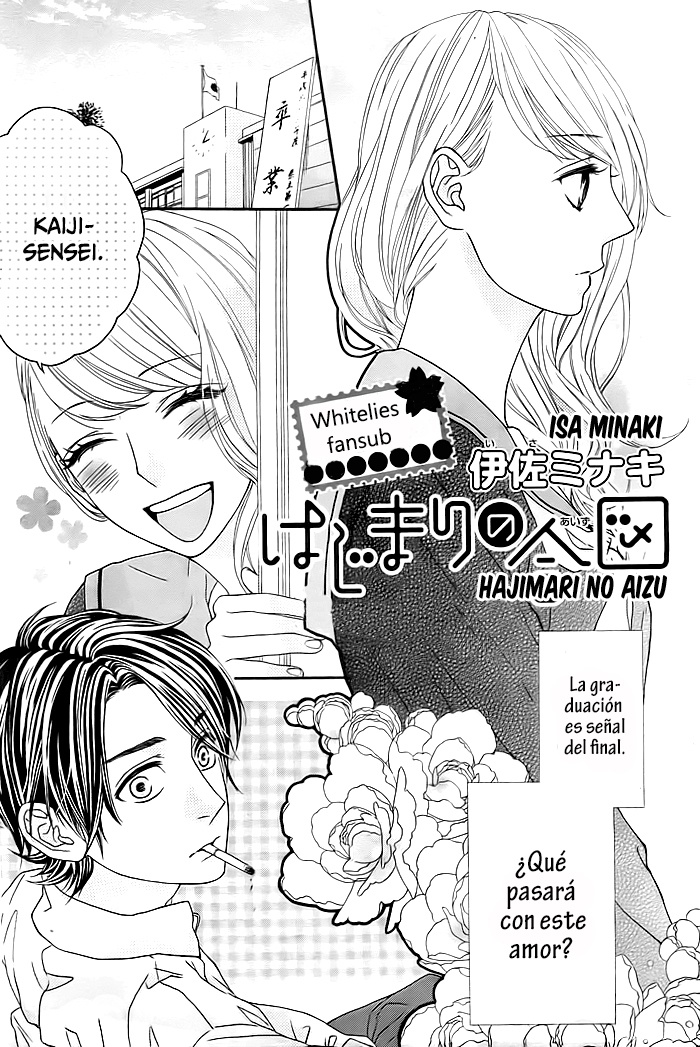 卒業
KAIJI-
SENSEI.
Whitelies
fansub
ISA MINAKI
いさ
伊佐ミナキ
あいず
はじまりの合図
HAJIMARI NO AIZU
La gra-
duación
es señal
del final.
¿Qué
pasará
con este
amor?